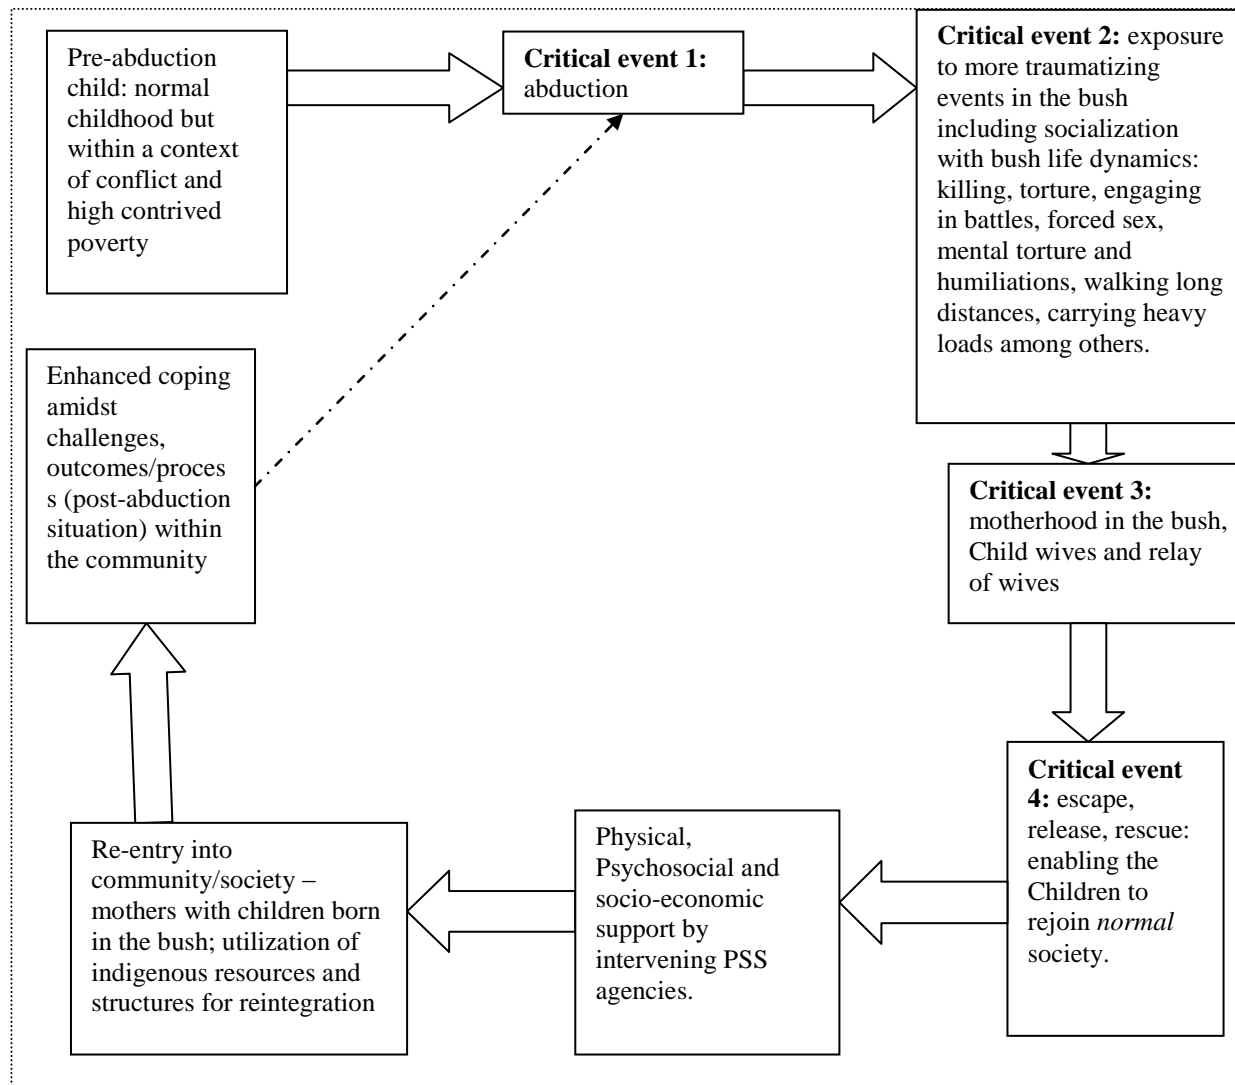 Pre-abduction
child: normal
childhood but
within a context
of conflict and
high contrived
poverty
Critical event 1:
abduction
Critical event 2: exposure
to more traumatizing
events in the bush
including socialization
with bush life dynamics:
killing, torture, engaging
in battles, forced sex,
mental torture and
humiliations, walking long
distances, carrying heavy
loads among others.
Critical event 3:
motherhood in the bush,
Child wives and relay
of wives
Critical event
4: escape,
release, rescue:
enabling the
Children to
rejoin normal
society.
Physical,
Psychosocial and
socio-economic
support by
intervening PSS
agencies.
Re-entry into
community/society –
mothers with children born
in the bush; utilization of
indigenous resources and
structures for reintegration
Enhanced coping
amidst
challenges,
outcomes/proces
s (post-abduction
situation) within
the community